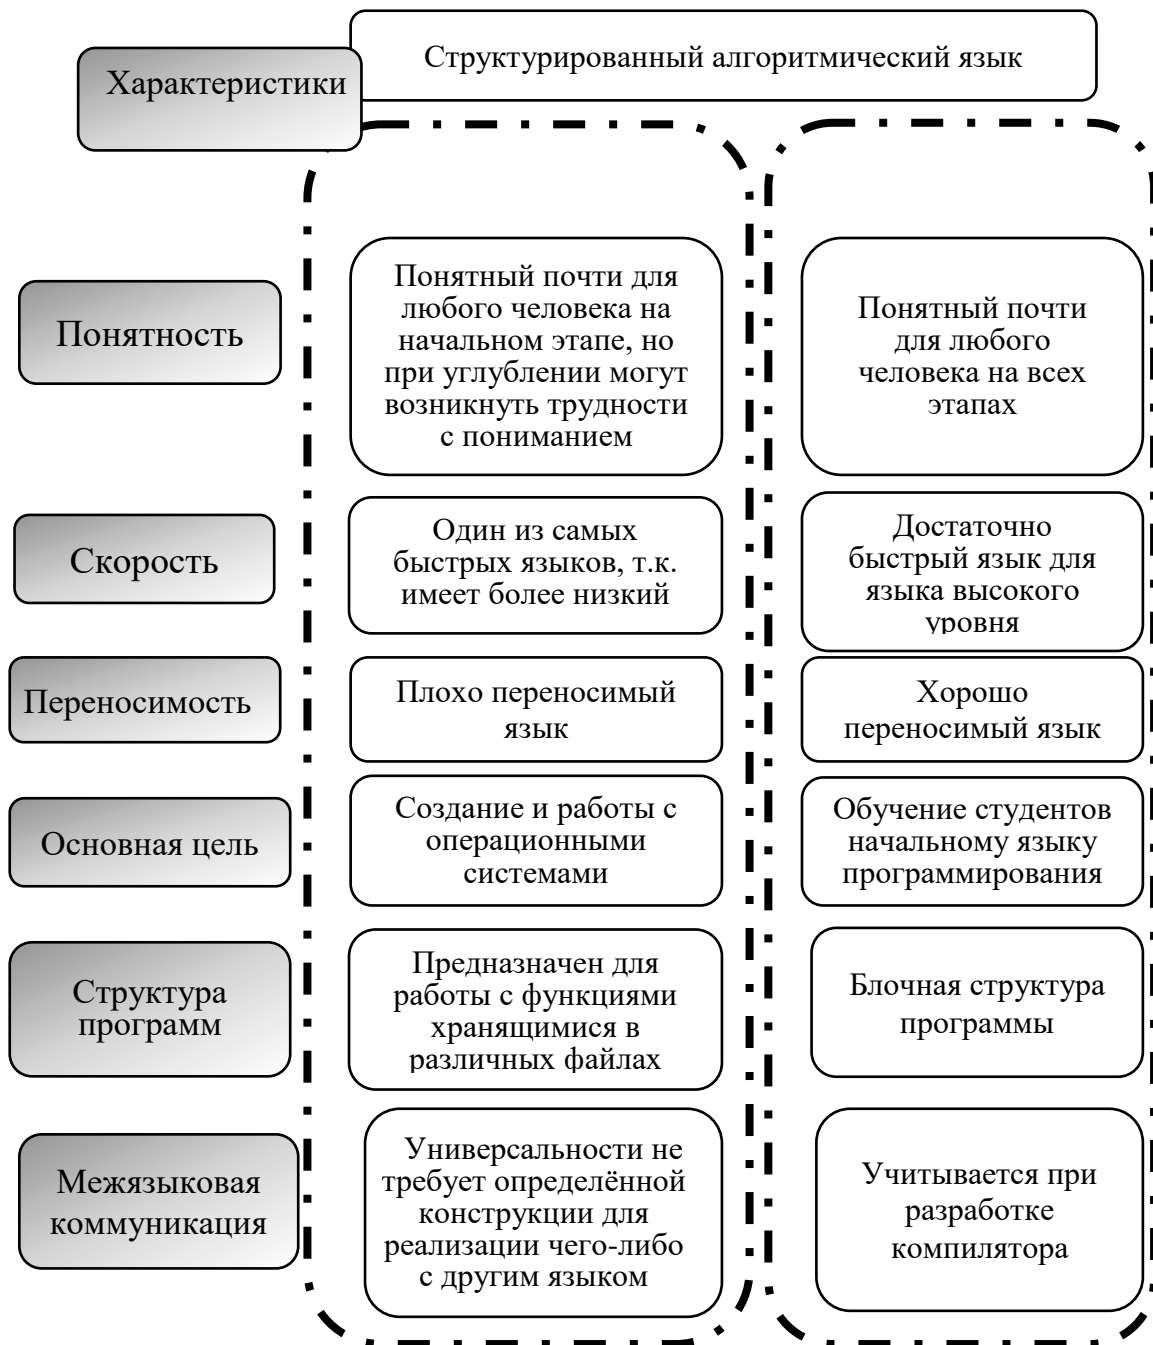 Структурированный алгоритмический язык
Характеристики
Понятность
Понятный почти для
любого человека на
начальном этапе, но
при углублении могут
возникнуть трудности
с пониманием
Понятный почти
для любого
человека на всех
этапах
Скорость
Один из самых
быстрых языков, т.к.
имеет более низкий
Достаточно
быстрый язык для
языка высокого
уровня
Переносимость
Плохо переносимый
язык
Хорошо
переносимый язык
Основная цель
Создание и работы с
операционными
системами
Обучение студентов
начальному языку
программирования
Структура
программ
Предназначен для
работы с функциями
хранящимися в
различных файлах
Блочная структура
программы
Межязыковая
коммуникация
Универсальности не
требует определённой
конструкции для
реализации чего-либо
с другим языком
Учитывается при
разработке
компилятора